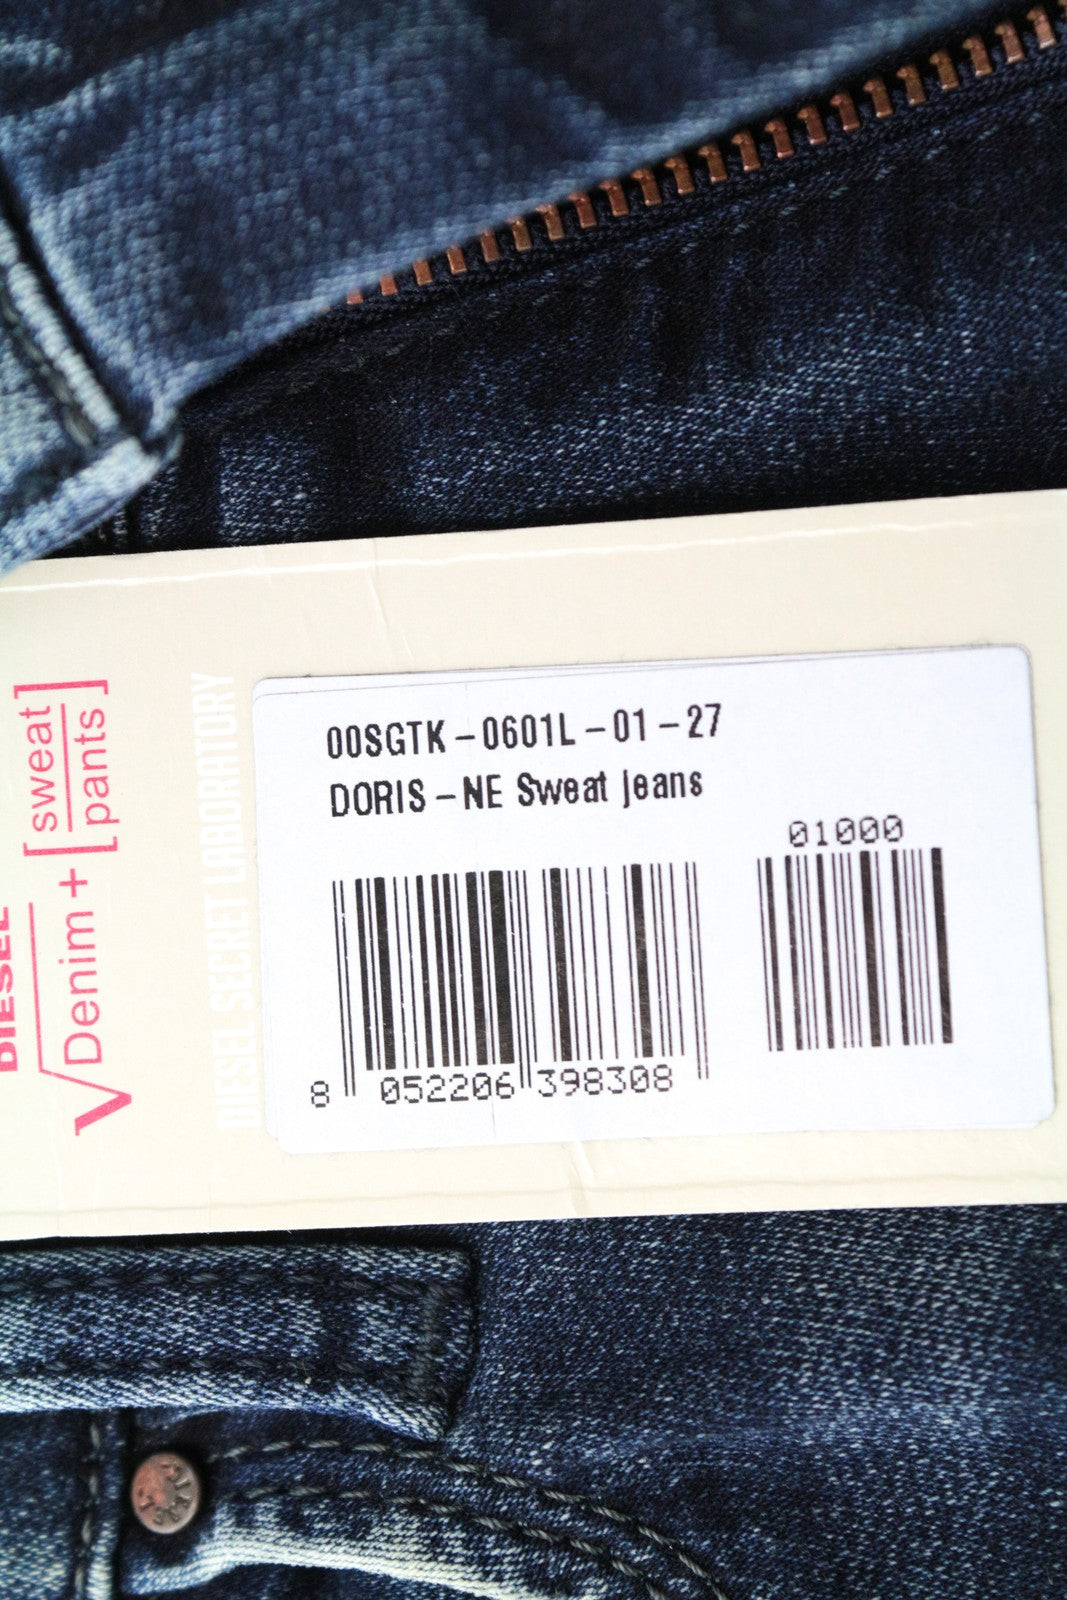 00SGTK-0601L-01-27
DORIS-NE Sweat jeans
01000
8 052206 398308
DIESEL
√Denim + [sweat
pants]
DIESEL SECRET LABORATORY